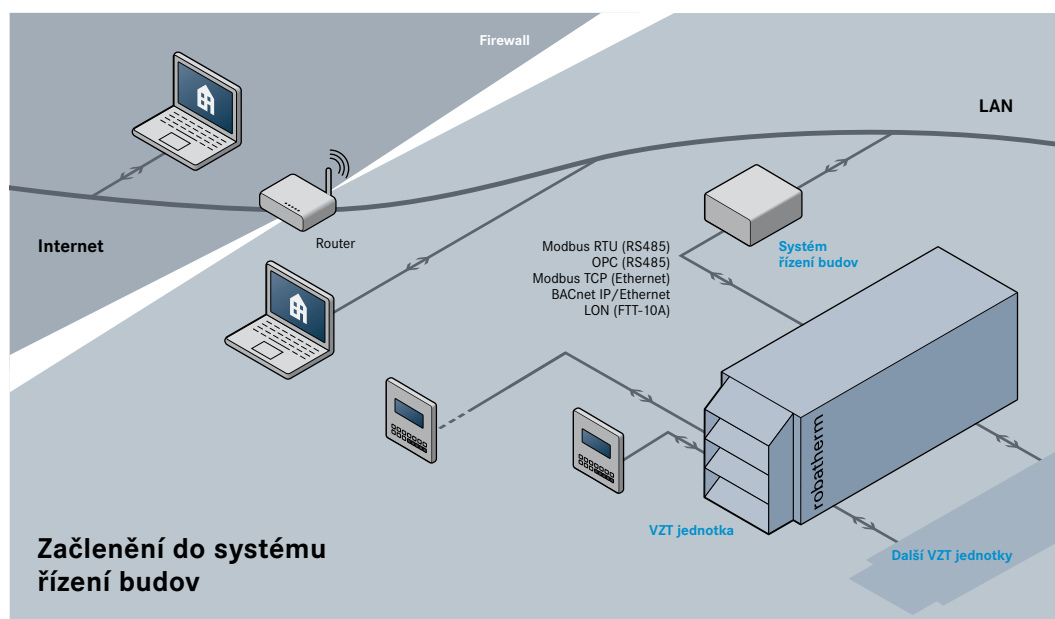 Firewall
LAN
Internet
Router
Modbus RTU (RS485)
OPC (RS485)
Modbus TCP (Ethernet)
BACnet IP/Ethernet
LON (FTT-10A)
Systém
řízení budov
robatherm
VZT jednotka
Další VZT jednotky
Začlenění do systému
řízení budov